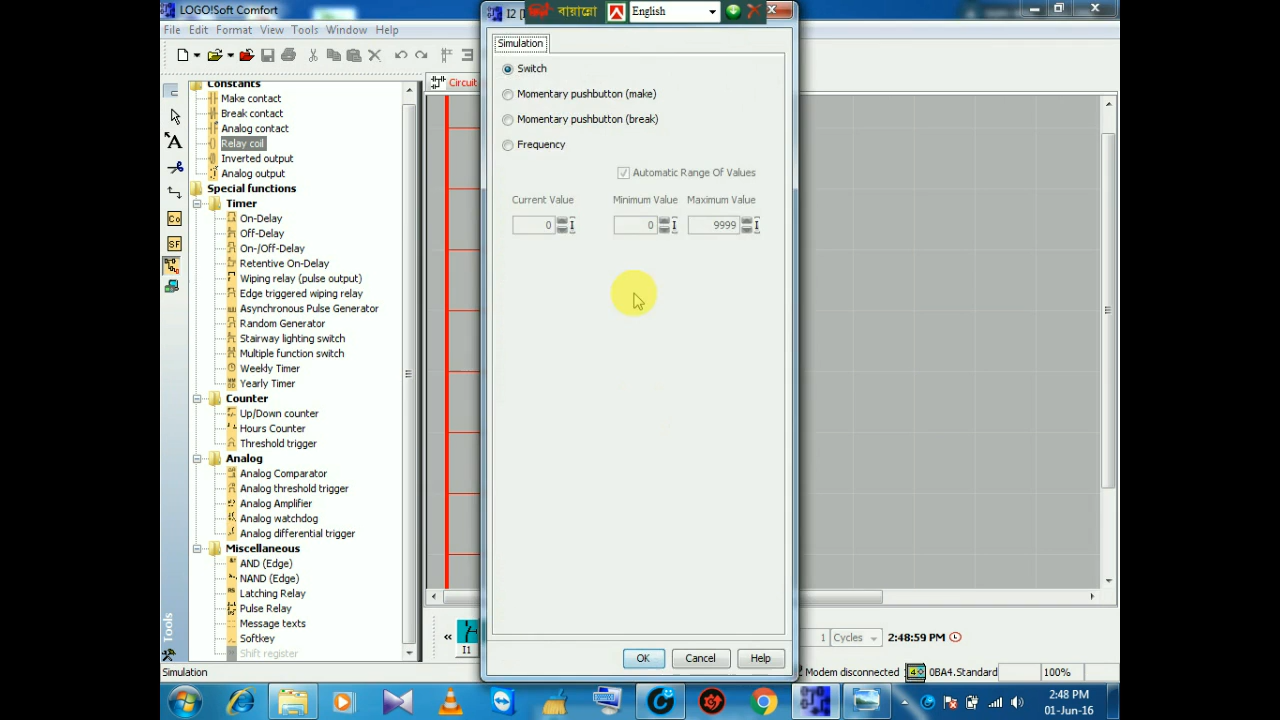 LOGO!Soft Comfort
I2
বায়ান্নো
English
File Edit Format View Tools Window Help
Simulation
Circuit
Switch
Momentary pushbutton (make)
Momentary pushbutton (break)
Frequency
Automatic Range Of Values
Current Value Minimum Value Maximum Value
0 0 9999
Constants
Make contact
Break contact
Analog contact
Relay coil
Inverted output
Analog output
Special functions
Timer
On-Delay
Off-Delay
On-/Off-Delay
Retentive On-Delay
Wiping relay (pulse output)
Edge triggered wiping relay
Asynchronous Pulse Generator
Random Generator
Stairway lighting switch
Multiple function switch
Weekly Timer
Yearly Timer
Counter
Up/Down counter
Hours Counter
Threshold trigger
Analog
Analog Comparator
Analog threshold trigger
Analog Amplifier
Analog watchdog
Analog differential trigger
Miscellaneous
AND (Edge)
NAND (Edge)
Latching Relay
Pulse Relay
Message texts
Softkey
Shift register
Co
SF
Tools
I1
1 Cycles 2:48:59 PM
OK Cancel Help
Simulation
Modem disconnected 0BA4.Standard 100%
2:48 PM
01-Jun-16